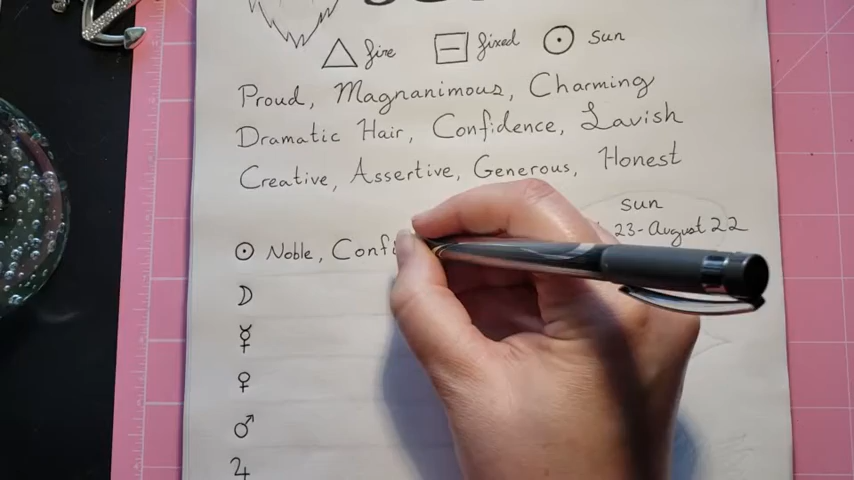 △ fire ⊟ fixed ☉ sun
Proud, Magnanimous, Charming
Dramatic Hair, Confidence, Lavish
Creative, Assertive, Generous, Honest
sun
23-August 22
☉ Noble, Confi
☽
☿
♀
♂
♃